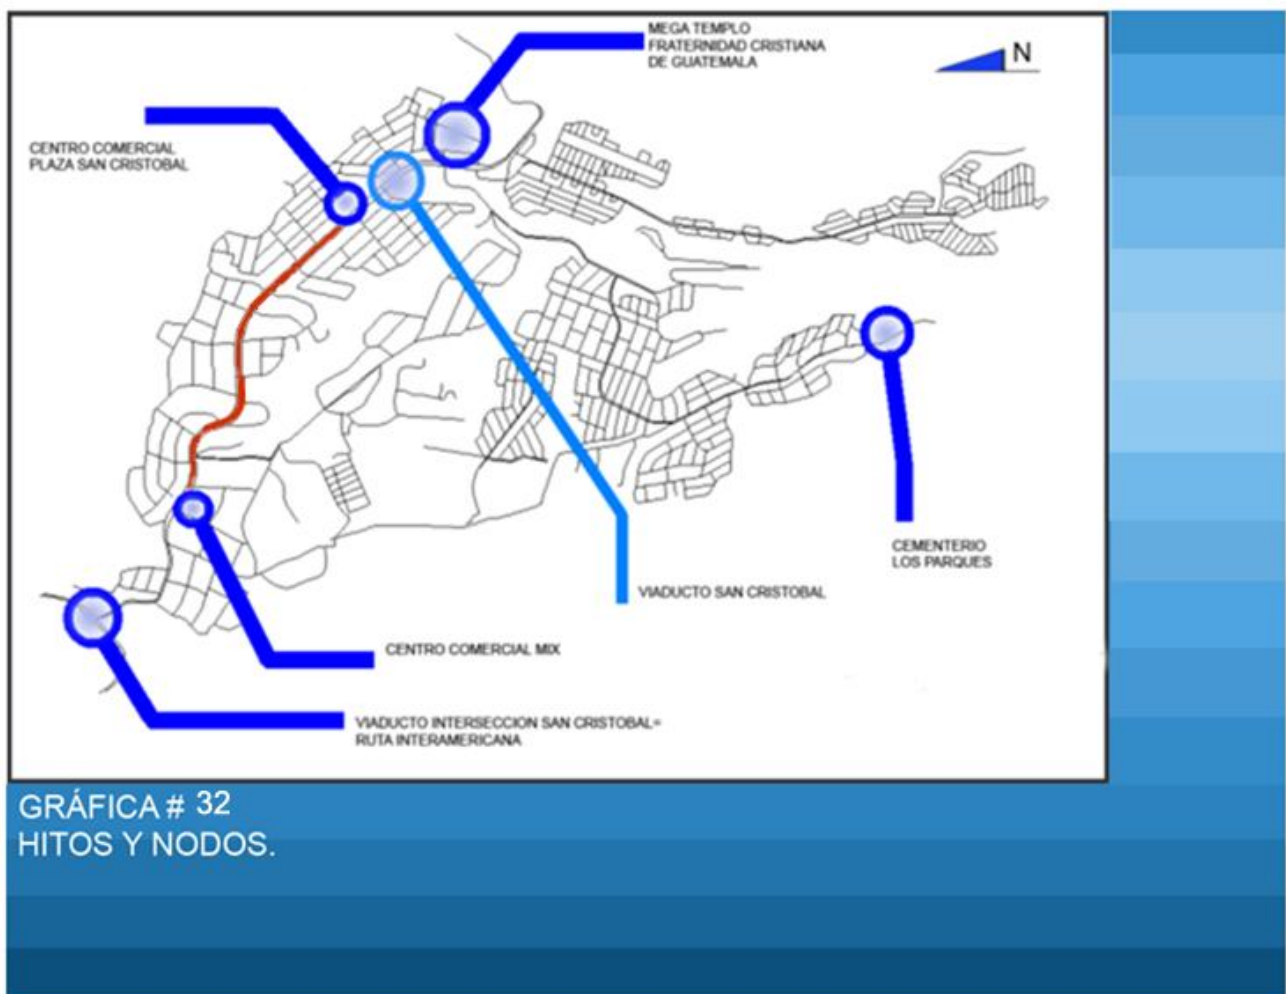 MEGA TEMPLO
FRATERNIDAD CRISTIANA
DE GUATEMALA
N
CENTRO COMERCIAL
PLAZA SAN CRISTOBAL
CEMENTERIO
LOS PARQUES
VIADUCTO SAN CRISTOBAL
CENTRO COMERCIAL MIX
VIADUCTO INTERSECCION SAN CRISTOBAL=
RUTA INTERAMERICANA
GRÁFICA # 32
HITOS Y NODOS.